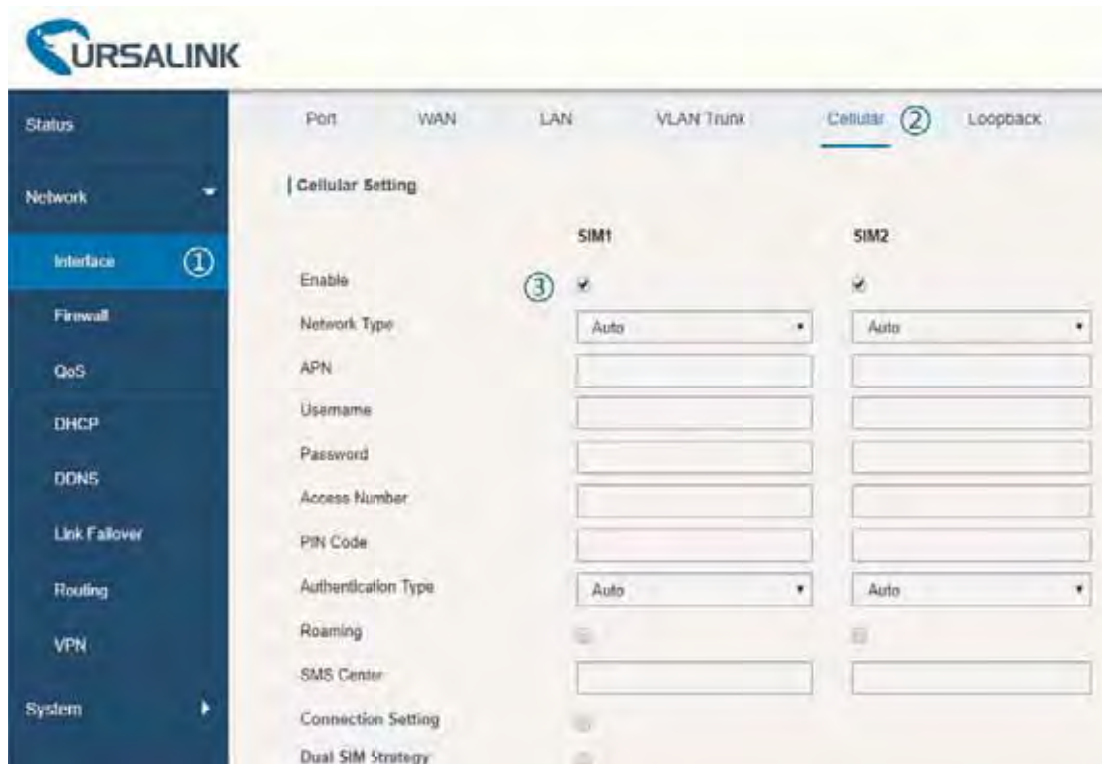 URSALINK
Status
Network
Interface ①
Firewall
QoS
DHCP
DDNS
Link Failover
Routing
VPN
System
Port WAN LAN VLAN Trunk Cellular ② Loopback
Cellular Setting
SIM1 SIM2
Enable ③
Network Type Auto Auto
APN
Username
Password
Access Number
PIN Code
Authentication Type Auto Auto
Roaming
SMS Center
Connection Setting
Dual SIM Strategy